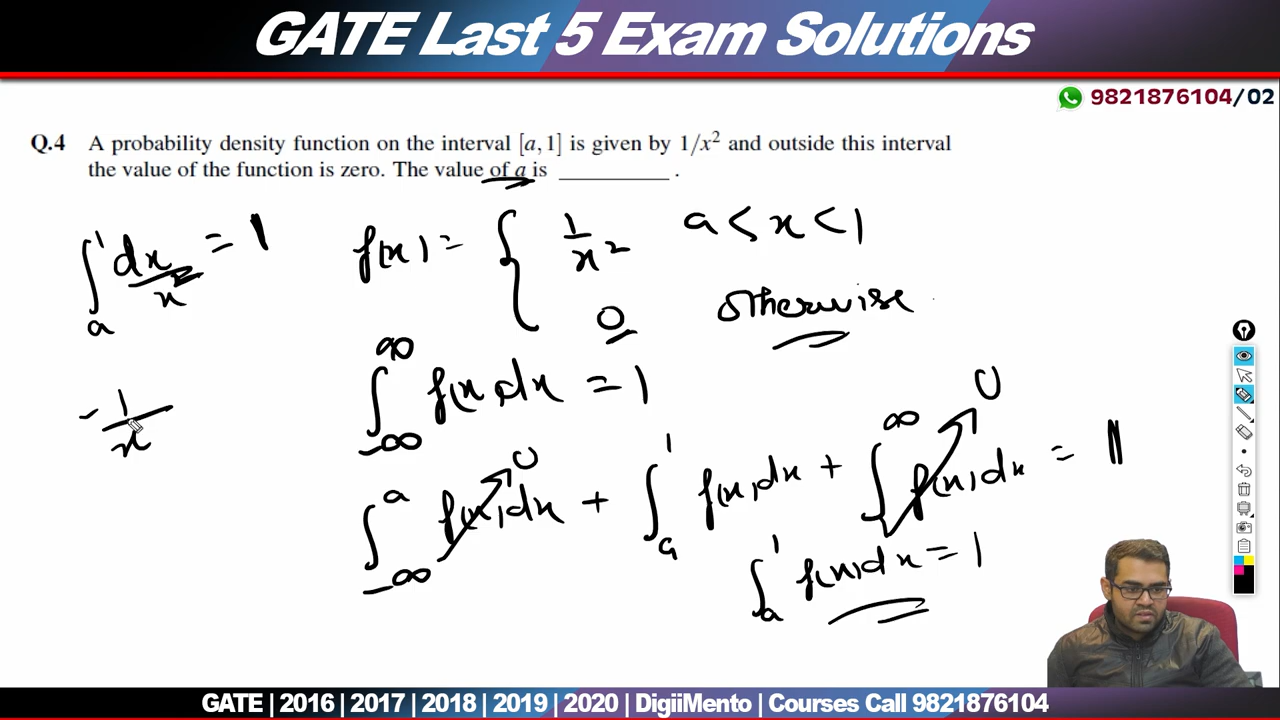 GATE Last 5 Exam Solutions
9821876104/02
Q.4 A probability density function on the interval [a, 1] is given by 1/x² and outside this interval
the value of the function is zero. The value of a is __________ .
∫ₐ¹ dx/x² = 1
f(x) = { 1/x² a < x < 1
0 otherwise
∫₋∞^∞ f(x)dx = 1
-1/x
∫₋∞^a f(x)dx 0 + ∫ₐ¹ f(x)dx + ∫₁^∞ f(x)dx 0 = 1
∫ₐ¹ f(x)dx = 1
GATE | 2016 | 2017 | 2018 | 2019 | 2020 | DigiiMento | Courses Call 9821876104